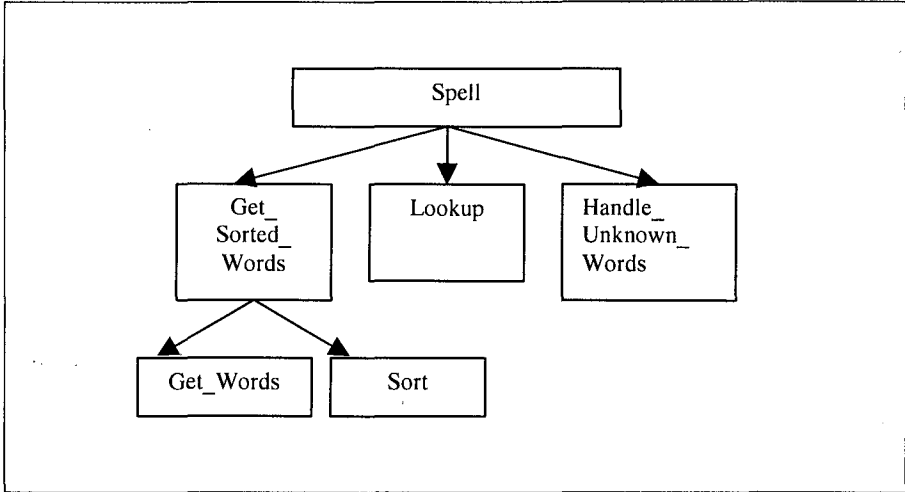 Spell
Get_
Sorted_
Words
Lookup
Handle_
Unknown_
Words
Get_Words
Sort